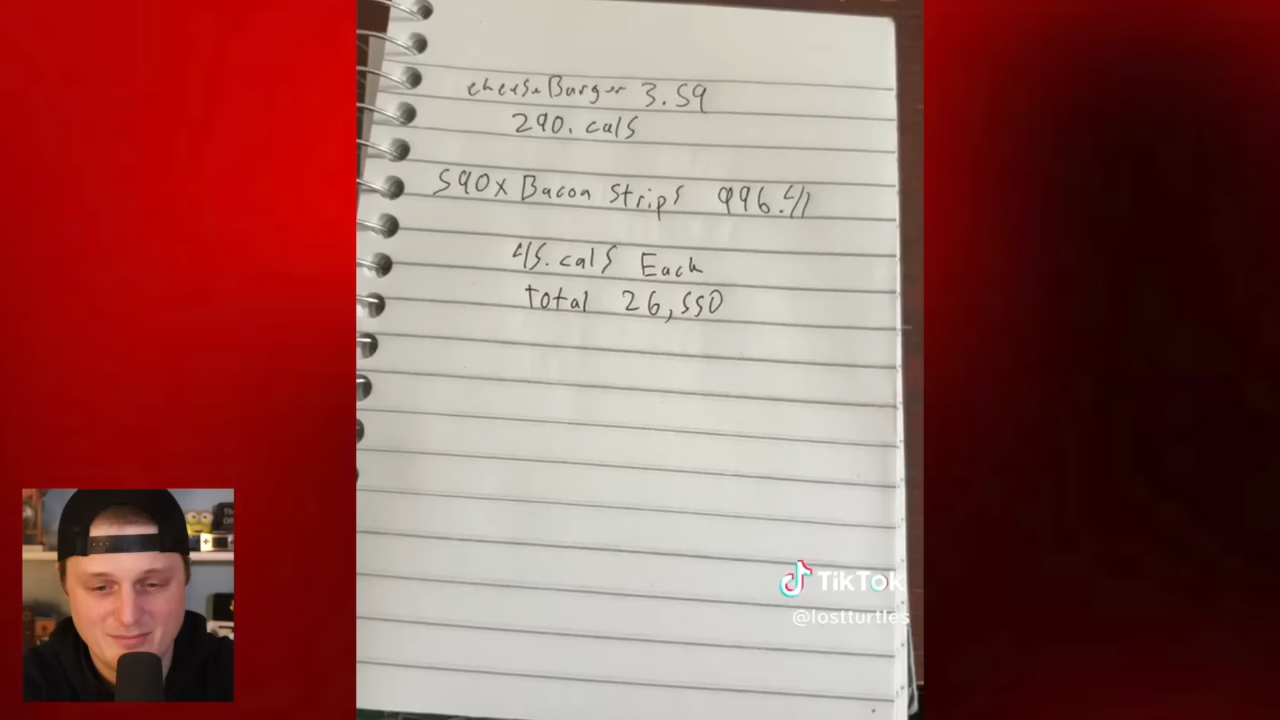 cheeseBurger 3.59
290. cals
590x Bacon Strips 996.41
45. cals Each
total 26,550
TikTok
@lostturtles